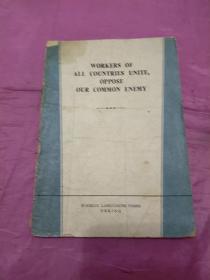 WORKERS OF
ALL COUNTRIES UNITE,
OPPOSE
OUR COMMON ENEMY
FOREIGN LANGUAGES PRESS
PEKING